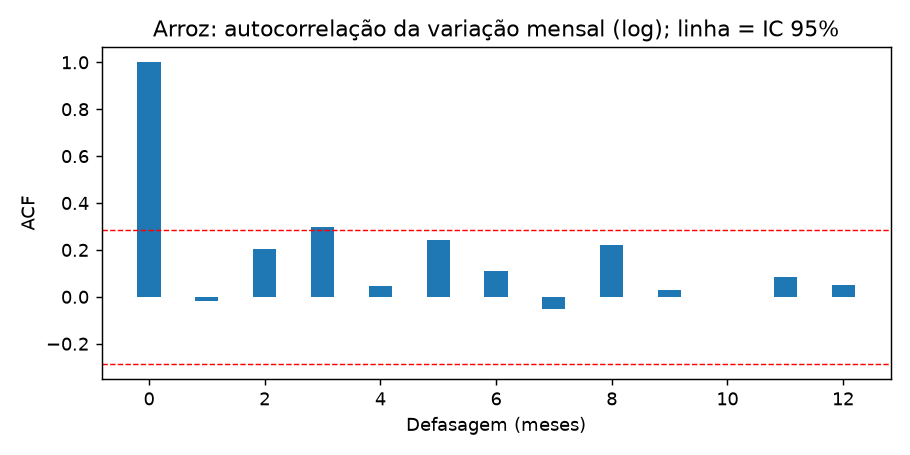 Arroz: autocorrelação da variação mensal (log); linha = IC 95%
1.0
0.8
0.6
0.4
0.2
0.0
−0.2
ACF
0 2 4 6 8 10 12
Defasagem (meses)